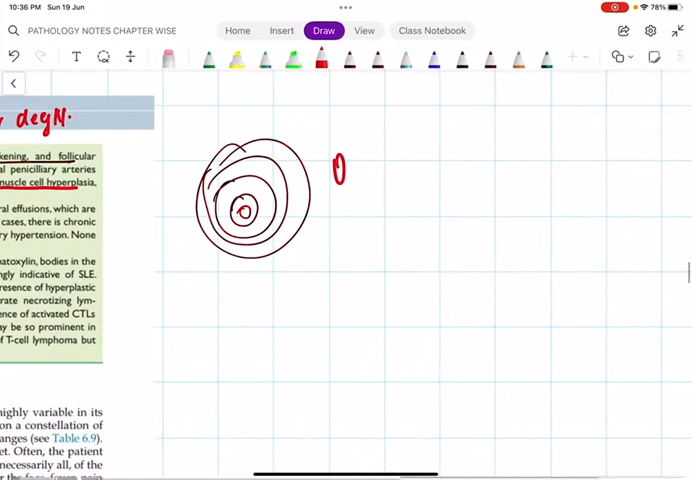 10:36 PM Sun 19 Jun
78%
PATHOLOGY NOTES CHAPTER WISE
Home Insert Draw View Class Notebook
degN.
kening, and follicular
al penicilliary arteries
muscle cell hyperplasia,
ral effusions, which are
cases, there is chronic
ry hypertension. None
matoxylin, bodies in the
ngly indicative of SLE.
resence of hyperplastic
rate necrotizing lym-
ence of activated CTLs
ay be so prominent in
of T-cell lymphoma but
nighly variable in its
on a constellation of
anges (see Table 6.9).
et. Often, the patient
necessarily all, of the